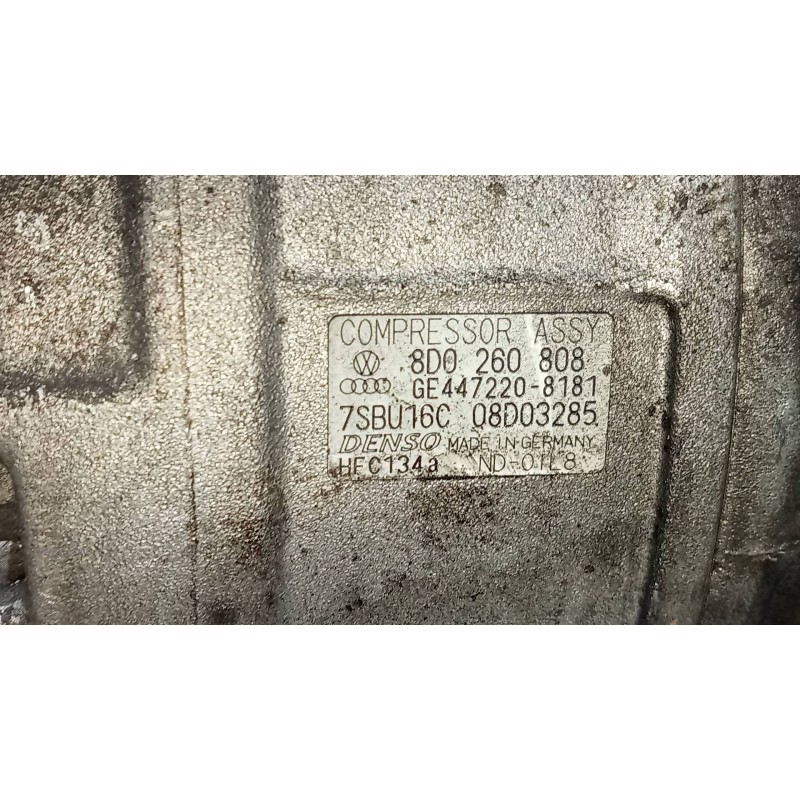 COMPRESSOR ASSY
8D0 260 808
GE447220-8181
7SBU16C 08D03285
DENSO MADE IN GERMANY
HFC134a ND-OIL8